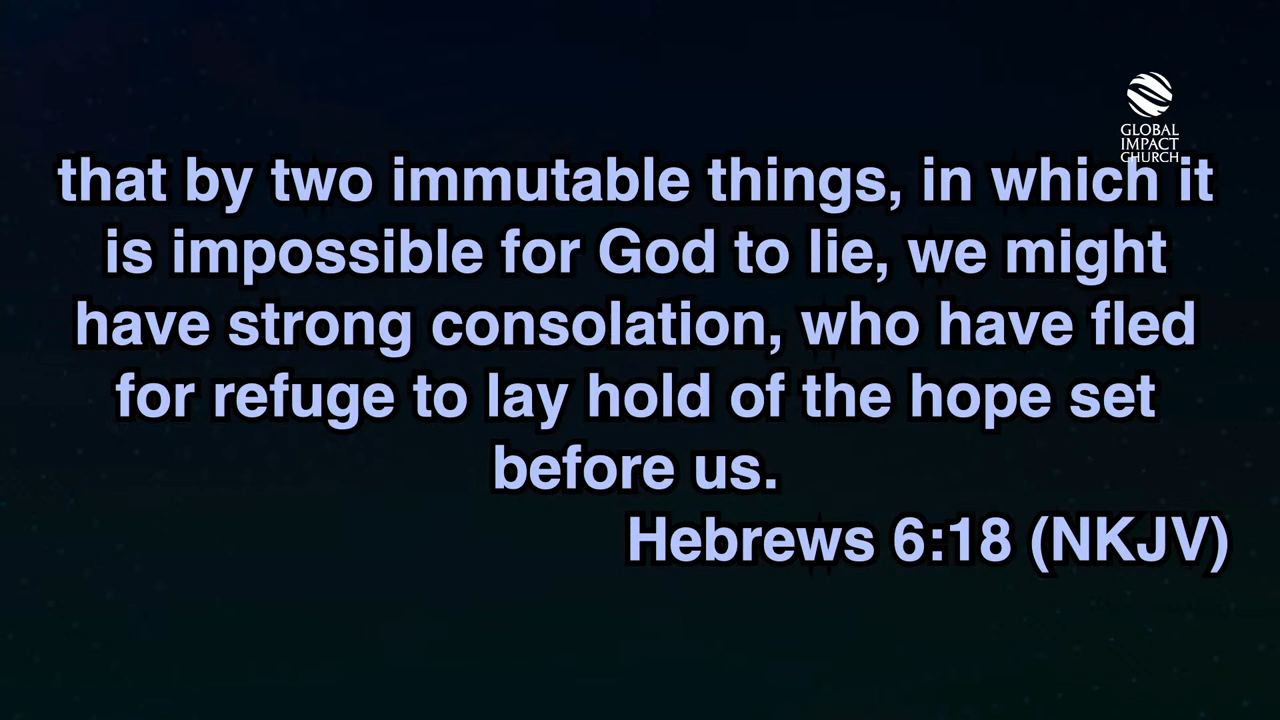 GLOBAL
IMPACT
CHURCH
that by two immutable things, in which it
is impossible for God to lie, we might
have strong consolation, who have fled
for refuge to lay hold of the hope set
before us.
Hebrews 6:18 (NKJV)